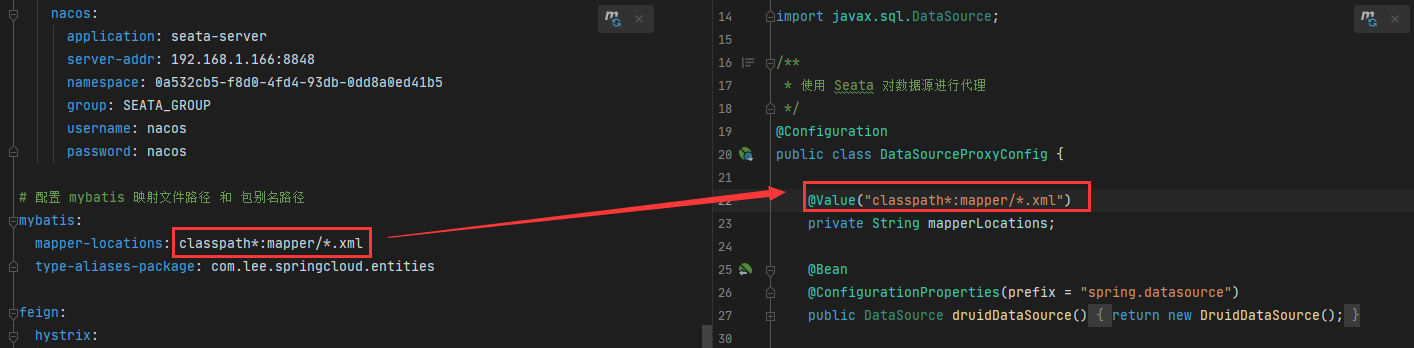 nacos:
application: seata-server
server-addr: 192.168.1.166:8848
namespace: 0a532cb5-f8d0-4fd4-93db-0dd8a0ed41b5
group: SEATA_GROUP
username: nacos
password: nacos
# 配置 mybatis 映射文件路径 和 包别名路径
mybatis:
mapper-locations: classpath*:mapper/*.xml
type-aliases-package: com.lee.springcloud.entities
feign:
hystrix:
14 import javax.sql.DataSource;
15
16 /**
17 * 使用 Seata 对数据源进行代理
18 */
19 @Configuration
20 public class DataSourceProxyConfig {
21
22 @Value("classpath*:mapper/*.xml")
23 private String mapperLocations;
24
25 @Bean
26 @ConfigurationProperties(prefix = "spring.datasource")
27 public DataSource druidDataSource() { return new DruidDataSource(); }
30